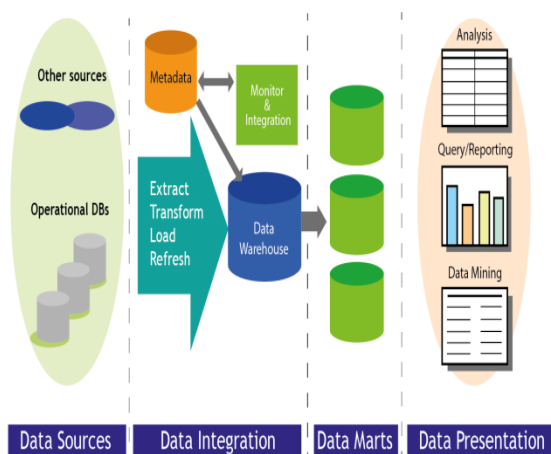 Other sources
Operational DBs
Metadata
Monitor
&
Integration
Extract
Transform
Load
Refresh
Data
Warehouse
Analysis
Query/Reporting
Data Mining
Data Sources
Data Integration
Data Marts
Data Presentation